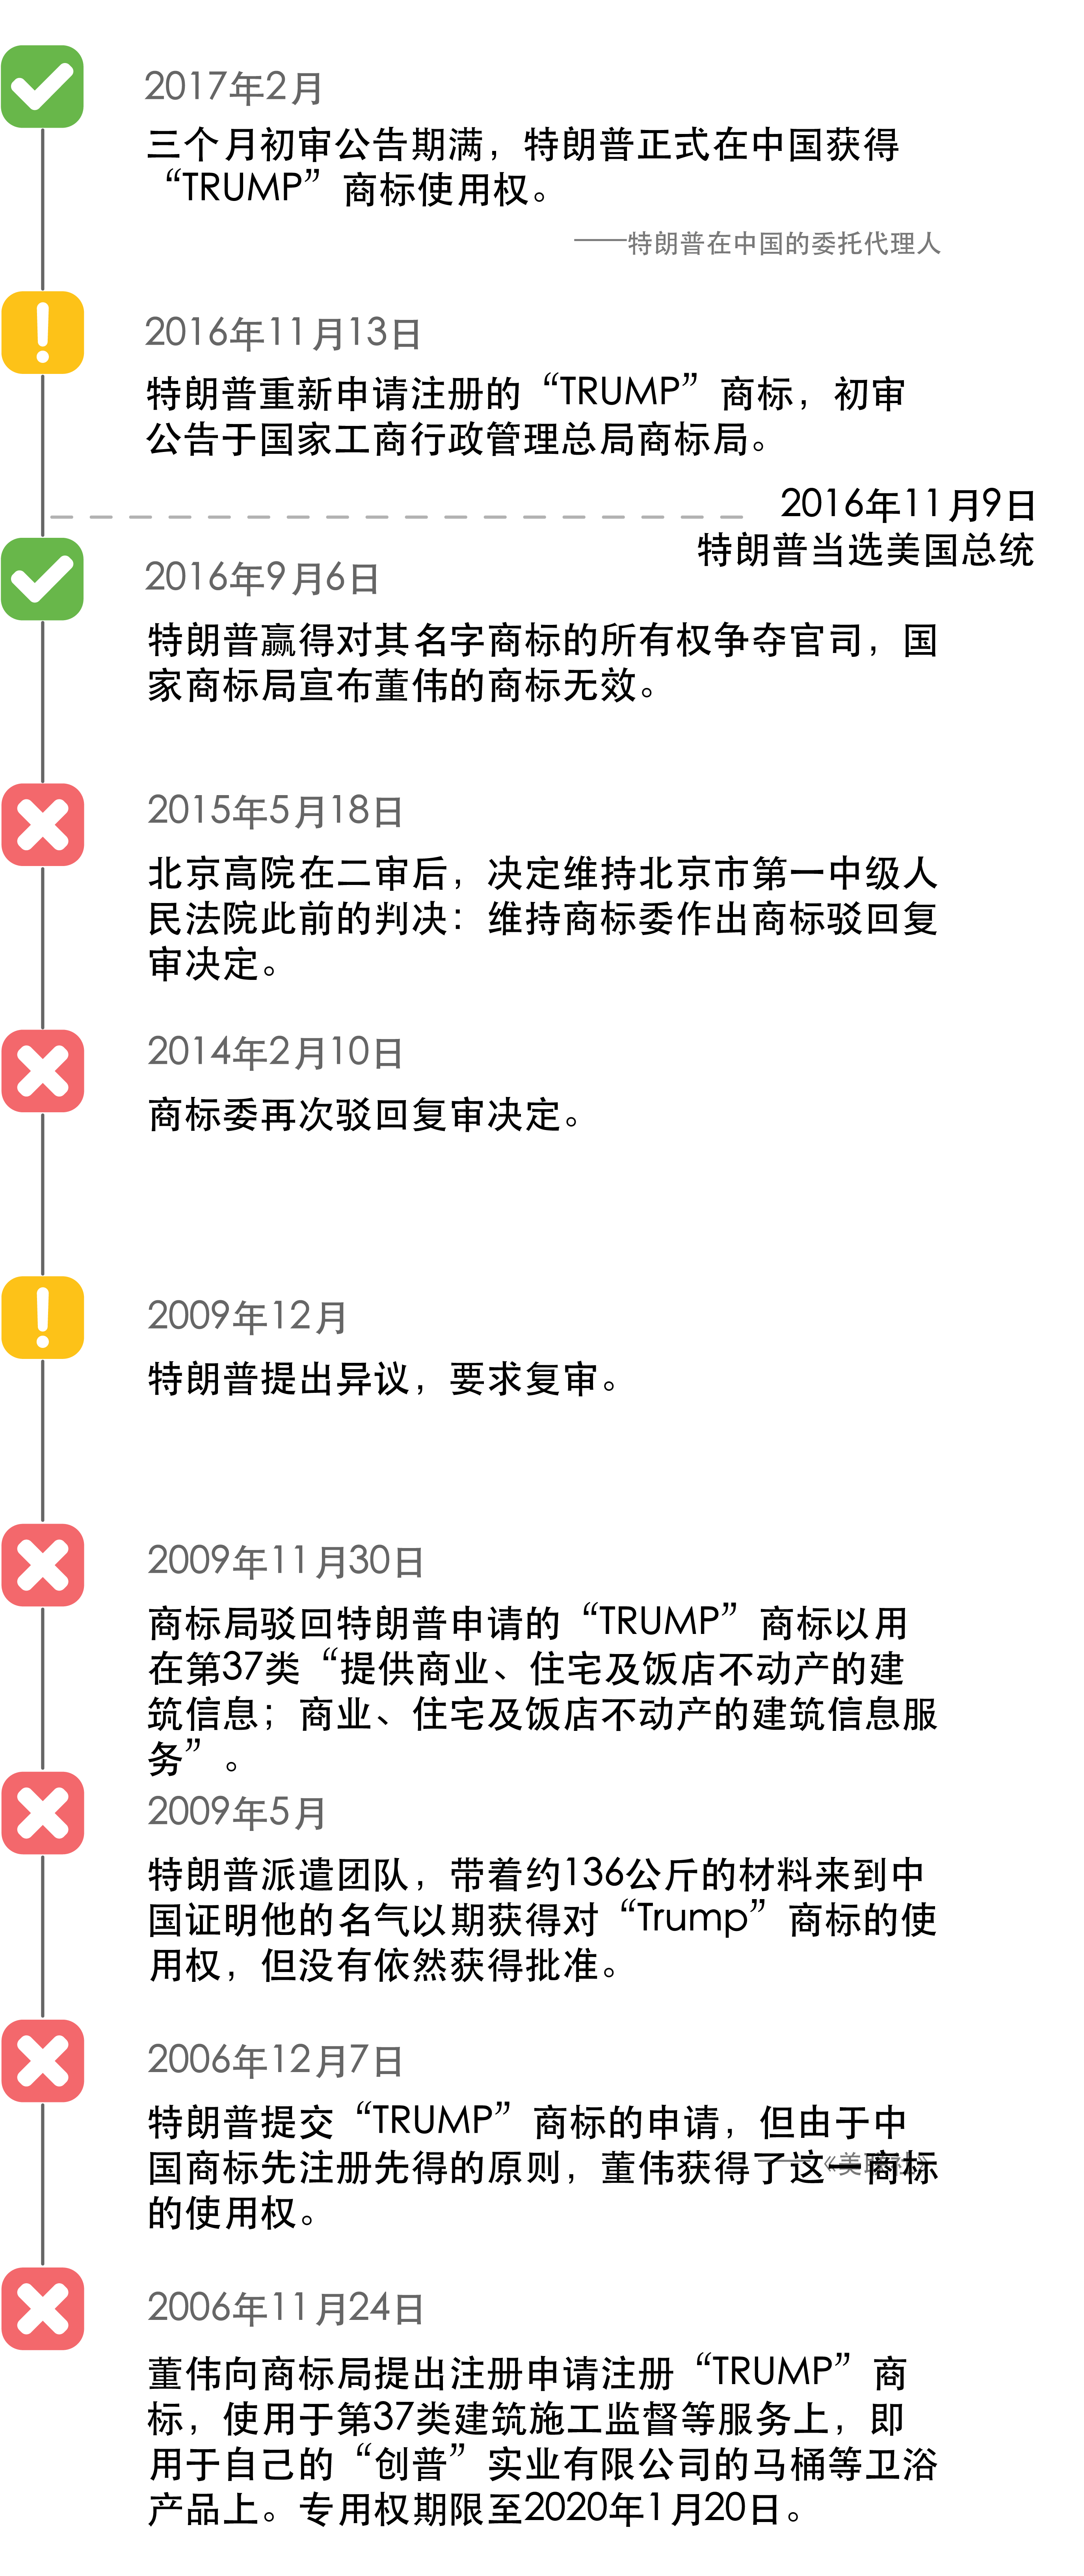 2017年2月
三个月初审公告期满，特朗普正式在中国获得
“TRUMP”商标使用权。
——特朗普在中国的委托代理人
2016年11月13日
特朗普重新申请注册的“TRUMP”商标，初审
公告于国家工商行政管理总局商标局。
2016年11月9日
特朗普当选美国总统
2016年9月6日
特朗普赢得对其名字商标的所有权争夺官司，国
家商标局宣布董伟的商标无效。
2015年5月18日
北京高院在二审后，决定维持北京市第一中级人
民法院此前的判决：维持商标委作出商标驳回复
审决定。
2014年2月10日
商标委再次驳回复审决定。
2009年12月
特朗普提出异议，要求复审。
2009年11月30日
商标局驳回特朗普申请的“TRUMP”商标以用
在第37类“提供商业、住宅及饭店不动产的建
筑信息；商业、住宅及饭店不动产的建筑信息服
务”。
2009年5月
特朗普派遣团队，带着约136公斤的材料来到中
国证明他的名气以期获得对“Trump”商标的使
用权，但没有依然获得批准。
2006年12月7日
特朗普提交“TRUMP”商标的申请，但由于中
国商标先注册先得的原则，董伟获得了这一商标
的使用权。
2006年11月24日
董伟向商标局提出注册申请注册“TRUMP”商
标，使用于第37类建筑施工监督等服务上，即
用于自己的“创普”实业有限公司的马桶等卫浴
产品上。专用权期限至2020年1月20日。